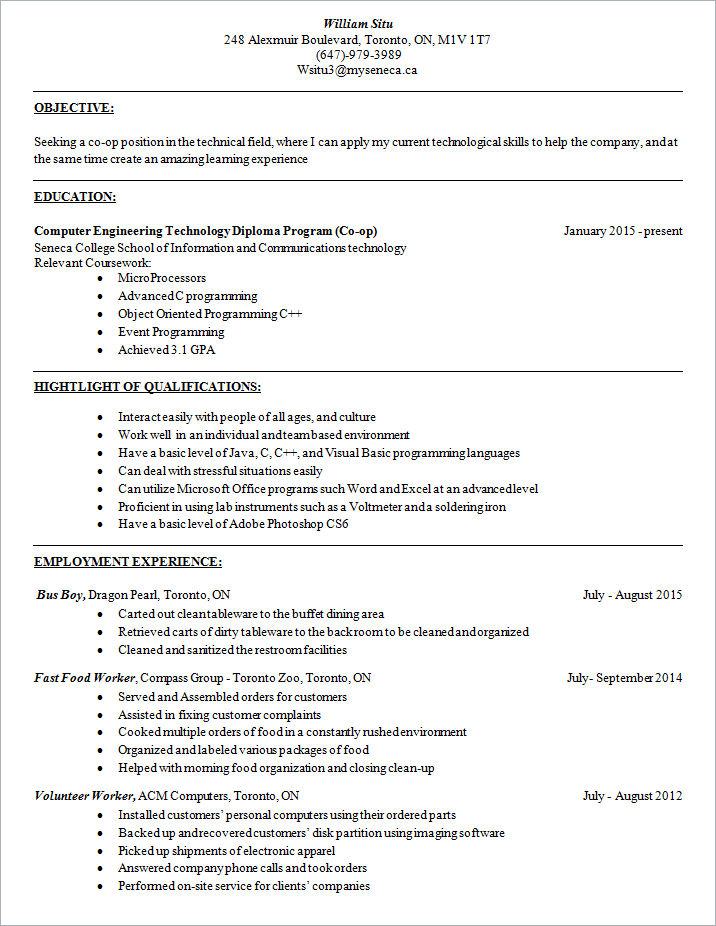 William Situ
248 Alexmuir Boulevard, Toronto, ON, M1V 1T7
(647)-979-3989
Wsitu3@myseneca.ca
OBJECTIVE:
Seeking a co-op position in the technical field, where I can apply my current technological skills to help the company, and at
the same time create an amazing learning experience
EDUCATION:
Computer Engineering Technology Diploma Program (Co-op) January 2015 - present
Seneca College School of Information and Communications technology
Relevant Coursework:
• MicroProcessors
• Advanced C programming
• Object Oriented Programming C++
• Event Programming
• Achieved 3.1 GPA
HIGHTLIGHT OF QUALIFICATIONS:
• Interact easily with people of all ages, and culture
• Work well in an individual and team based environment
• Have a basic level of Java, C, C++, and Visual Basic programming languages
• Can deal with stressful situations easily
• Can utilize Microsoft Office programs such Word and Excel at an advanced level
• Proficient in using lab instruments such as a Voltmeter and a soldering iron
• Have a basic level of Adobe Photoshop CS6
EMPLOYMENT EXPERIENCE:
Bus Boy, Dragon Pearl, Toronto, ON July - August 2015
• Carted out clean tableware to the buffet dining area
• Retrieved carts of dirty tableware to the backroom to be cleaned and organized
• Cleaned and sanitized the restroom facilities
Fast Food Worker, Compass Group - Toronto Zoo, Toronto, ON July- September 2014
• Served and Assembled orders for customers
• Assisted in fixing customer complaints
• Cooked multiple orders of food in a constantly rushed environment
• Organized and labeled various packages of food
• Helped with morning food organization and closing clean-up
Volunteer Worker, ACM Computers, Toronto, ON July - August 2012
• Installed customers' personal computers using their ordered parts
• Backed up and recovered customers' disk partition using imaging software
• Picked up shipments of electronic apparel
• Answered company phone calls and took orders
• Performed on-site service for clients' companies